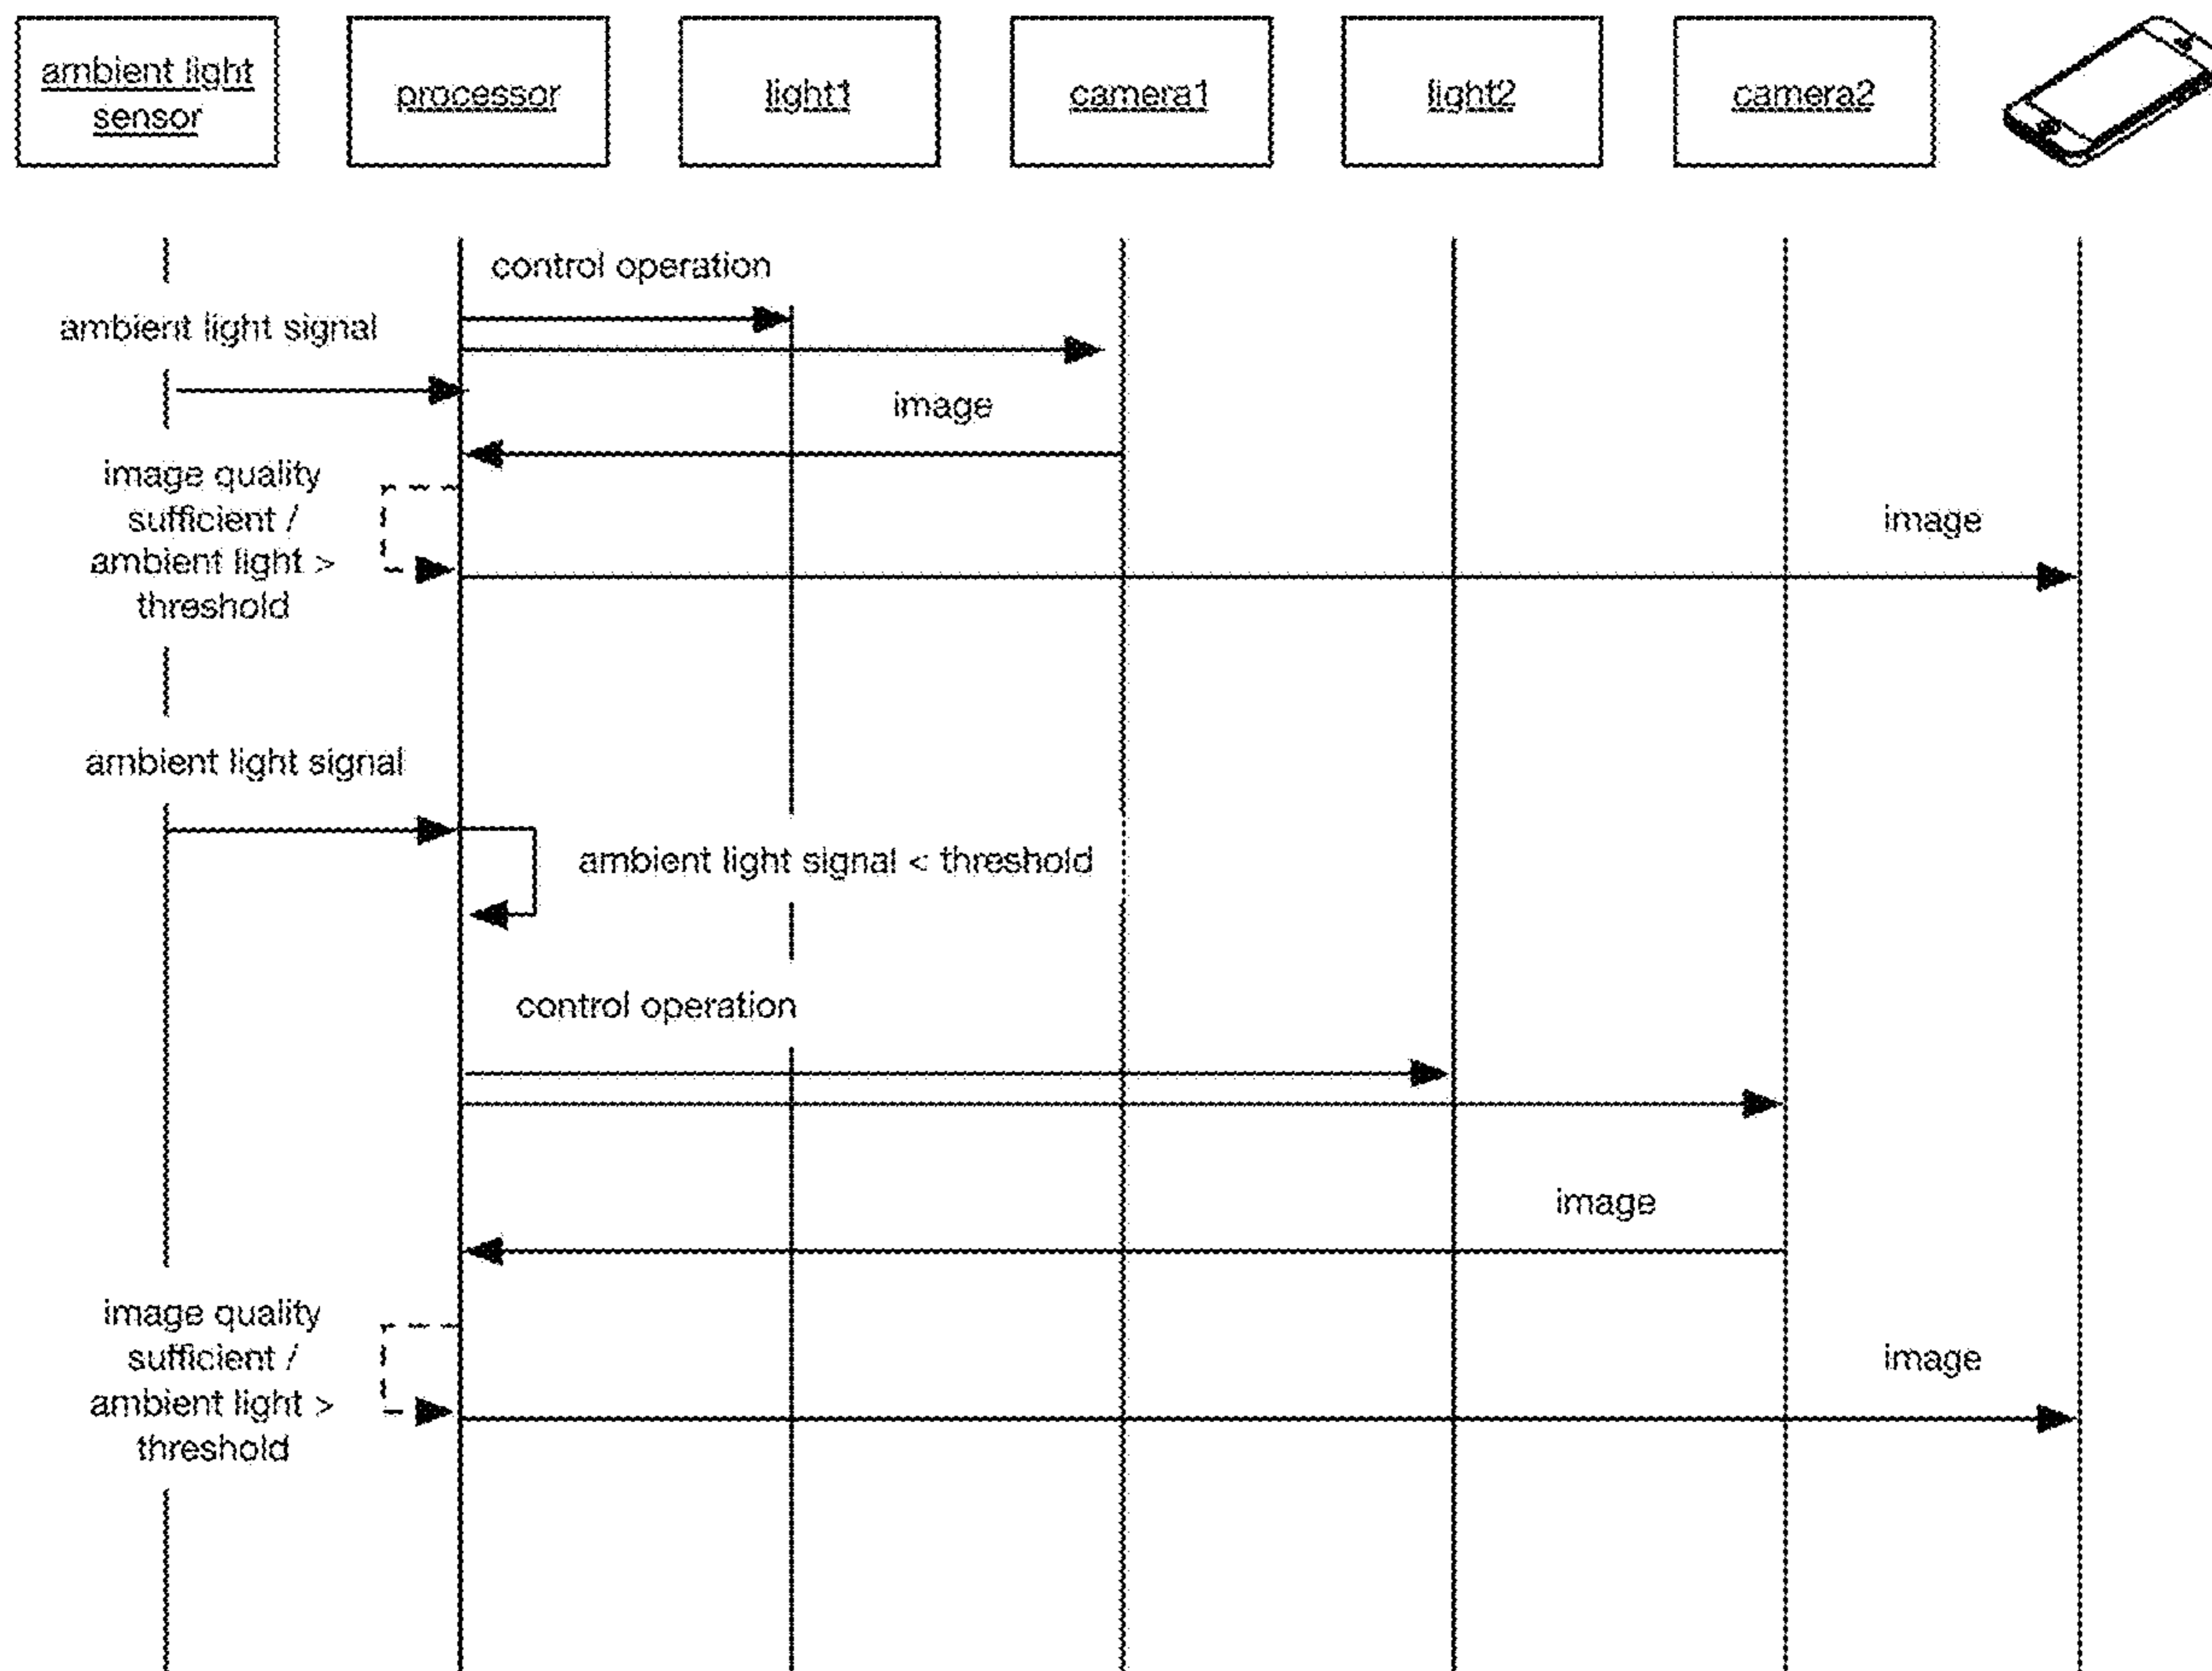 ambient light
sensor
processor
light1
camera1
light2
camera2
control operation
ambient light signal
image
image quality
sufficient /
ambient light >
threshold
image
ambient light signal
ambient light signal < threshold
control operation
image
image quality
sufficient /
ambient light >
threshold
image